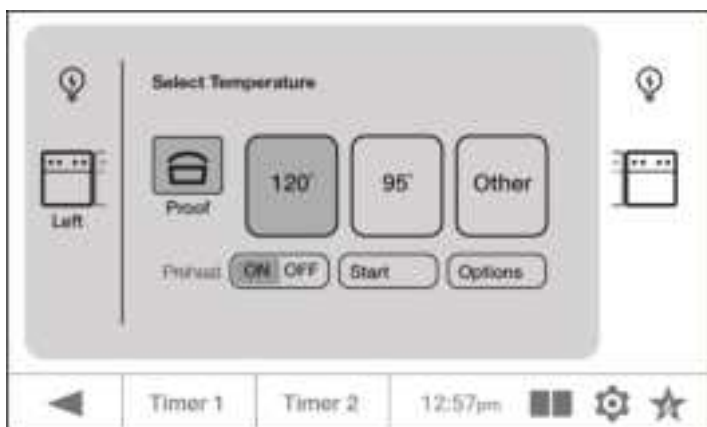 Select Temperature
120°
95°
Other
Proof
Left
Preheat ON OFF Start Options
Timer 1 Timer 2 12:57pm